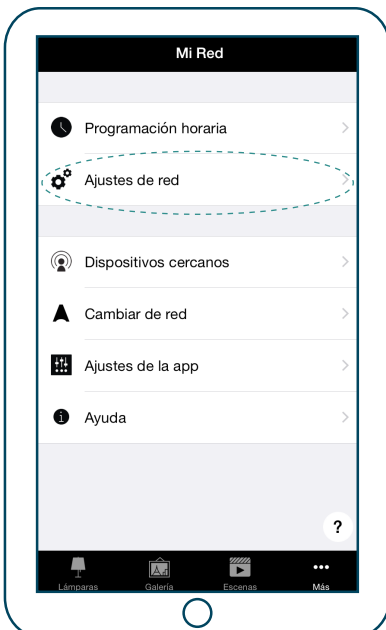 Mi Red
Programación horaria
Ajustes de red
Dispositivos cercanos
Cambiar de red
Ajustes de la app
Ayuda
?
Lámparas Galería Escenas Más